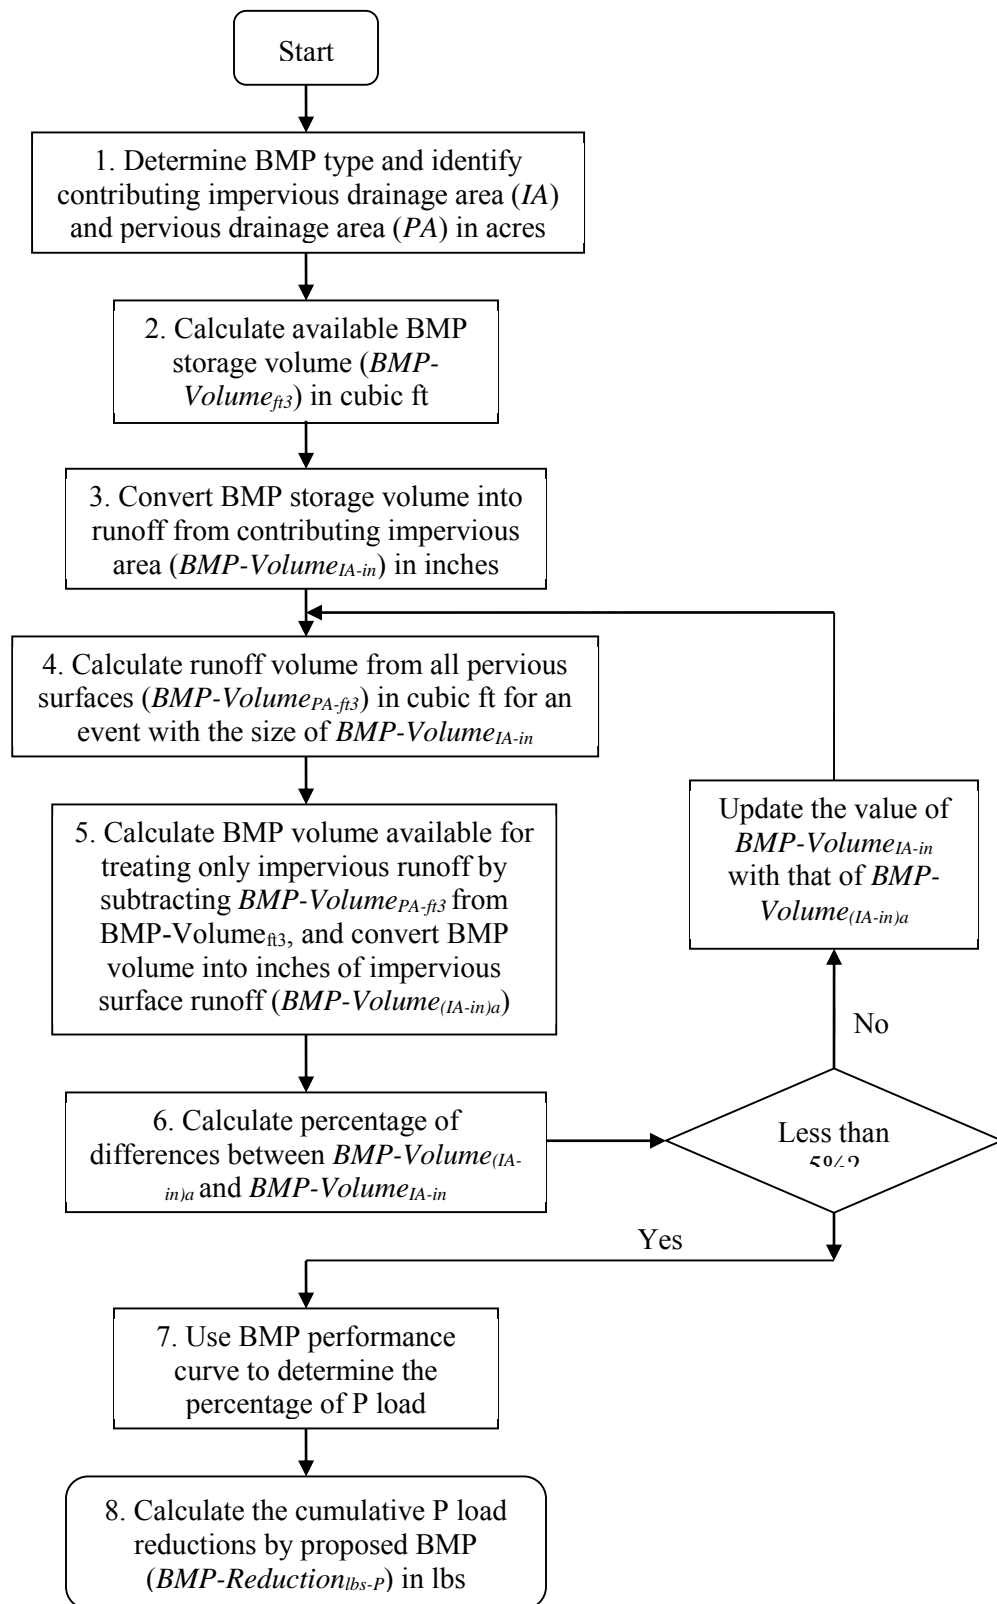 Start
1. Determine BMP type and identify
contributing impervious drainage area (IA)
and pervious drainage area (PA) in acres
2. Calculate available BMP
storage volume (BMP-
Volumeft3) in cubic ft
3. Convert BMP storage volume into
runoff from contributing impervious
area (BMP-VolumeIA-in) in inches
4. Calculate runoff volume from all pervious
surfaces (BMP-VolumePA-ft3) in cubic ft for an
event with the size of BMP-VolumeIA-in
5. Calculate BMP volume available for
treating only impervious runoff by
subtracting BMP-VolumePA-ft3 from
BMP-Volumeft3, and convert BMP
volume into inches of impervious
surface runoff (BMP-Volume(IA-in)a)
Update the value of
BMP-VolumeIA-in
with that of BMP-
Volume(IA-in)a
No
6. Calculate percentage of
differences between BMP-Volume(IA-
in)a and BMP-VolumeIA-in
Less than
5%?
Yes
7. Use BMP performance
curve to determine the
percentage of P load
8. Calculate the cumulative P load
reductions by proposed BMP
(BMP-Reductionlbs-P) in lbs